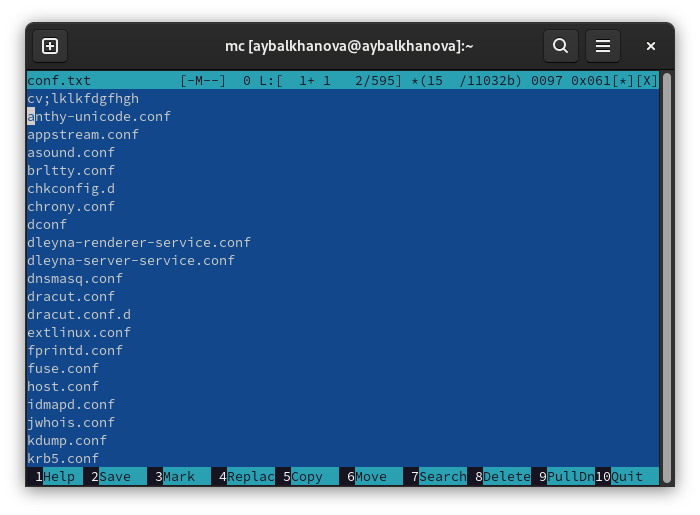 mc [aybalkhanova@aybalkhanova]:~
conf.txt [-M--] 0 L:[ 1+ 1 2/595] *(15 /11032b) 0097 0x061[*][X]
cv;lklkfdgfhgh
anthy-unicode.conf
appstream.conf
asound.conf
brltty.conf
chkconfig.d
chrony.conf
dconf
dleyna-renderer-service.conf
dleyna-server-service.conf
dnsmasq.conf
dracut.conf
dracut.conf.d
extlinux.conf
fprintd.conf
fuse.conf
host.conf
idmapd.conf
jwhois.conf
kdump.conf
krb5.conf
1Help 2Save 3Mark 4Replac 5Copy 6Move 7Search 8Delete 9PullDn 10Quit